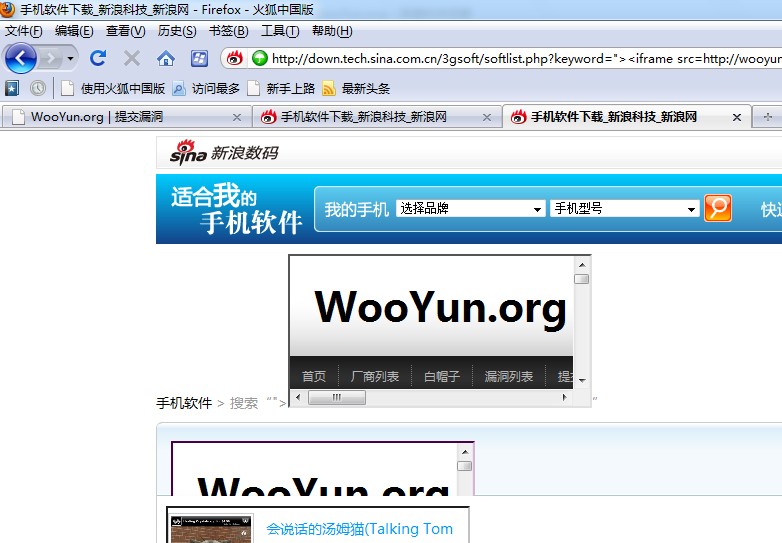 手机软件下载_新浪科技_新浪网 - Firefox - 火狐中国版
文件(F) 编辑(E) 查看(V) 历史(S) 书签(B) 工具(T) 帮助(H)
http://down.tech.sina.com.cn/3gsoft/softlist.php?keyword="><iframe src=http://wooyun
使用火狐中国版 访问最多 新手上路 最新头条
WooYun.org | 提交漏洞 手机软件下载_新浪科技_新浪网 手机软件下载_新浪科技_新浪网
sina 新浪数码
适合我的
手机软件
我的手机 选择品牌 手机型号
WooYun.org
首页 厂商列表 白帽子 漏洞列表
手机软件 > 搜索 “">”
WooYun.org
会说话的汤姆猫(Talking Tom